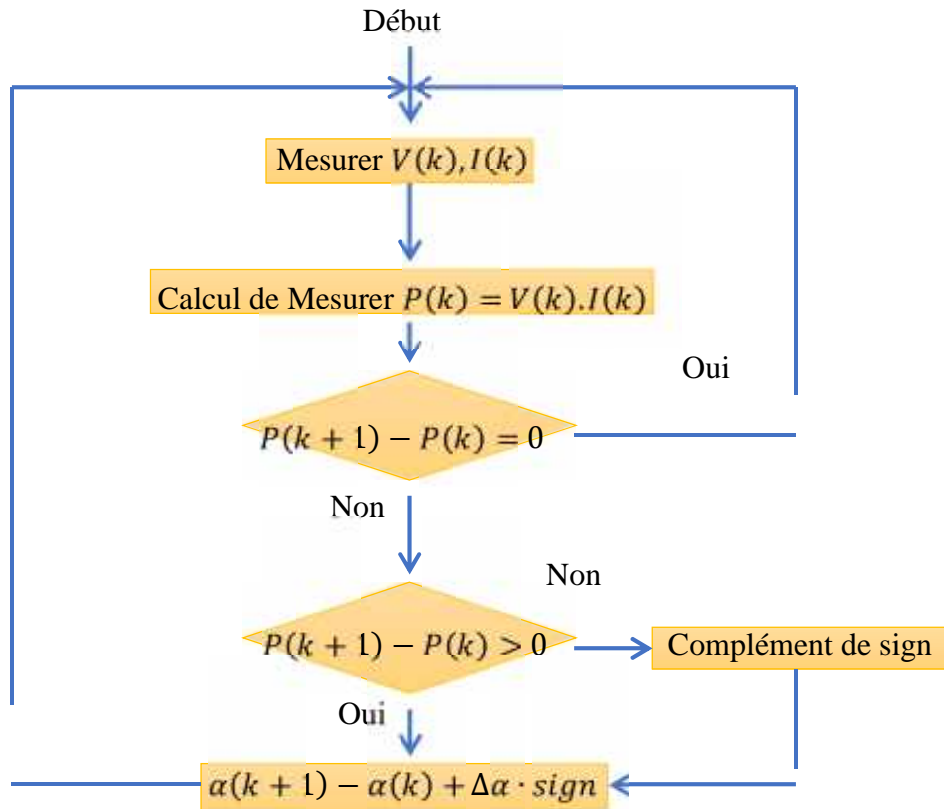 Début
Mesurer V(k),I(k)
Calcul de Mesurer P(k) = V(k).I(k)
Oui
P(k + 1) − P(k) = 0
Non
Non
P(k + 1) − P(k) > 0
Complément de sign
Oui
α(k + 1) − α(k) + Δα · sign